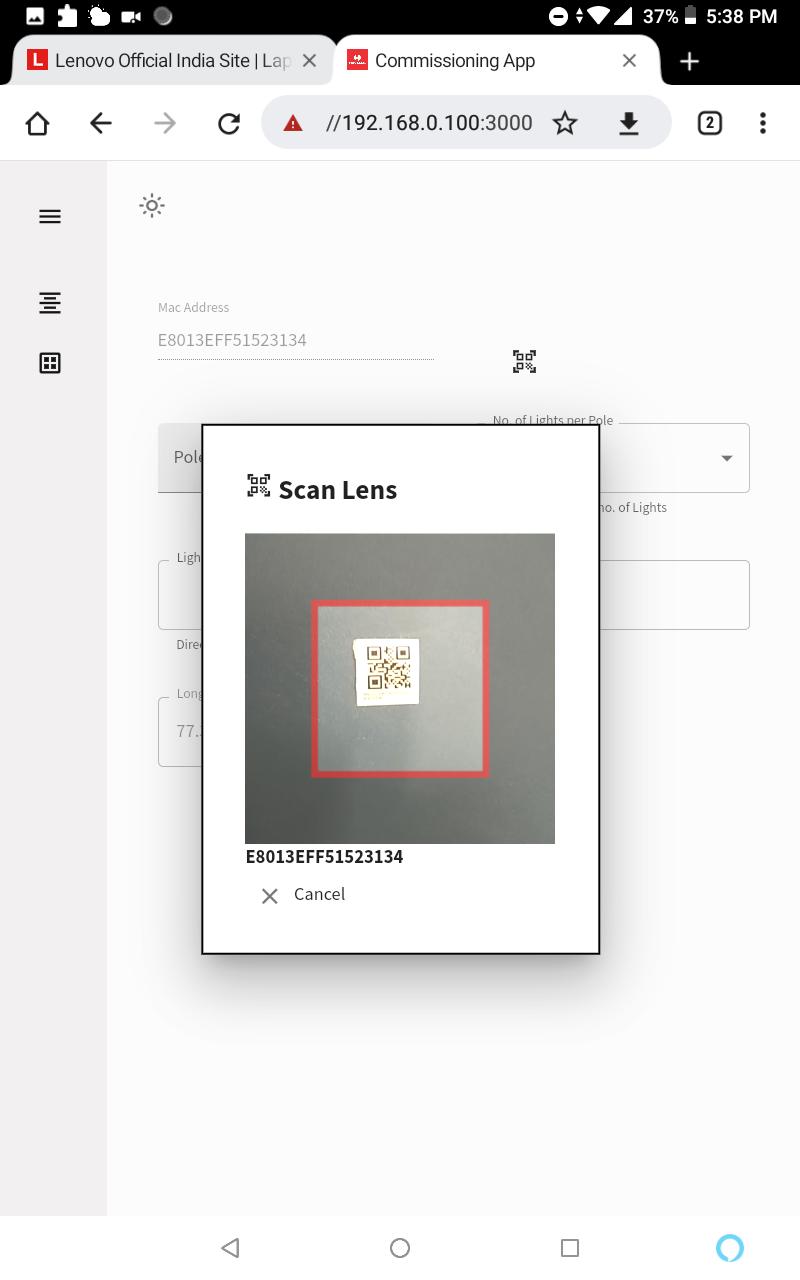 37% 5:38 PM
Lenovo Official India Site | Lap
Commissioning App
//192.168.0.100:3000
2
Mac Address
E8013EFF51523134
No. of Lights per Pole
Pole
no. of Lights
Ligh
Direc
Long
77.
Scan Lens
E8013EFF51523134
Cancel